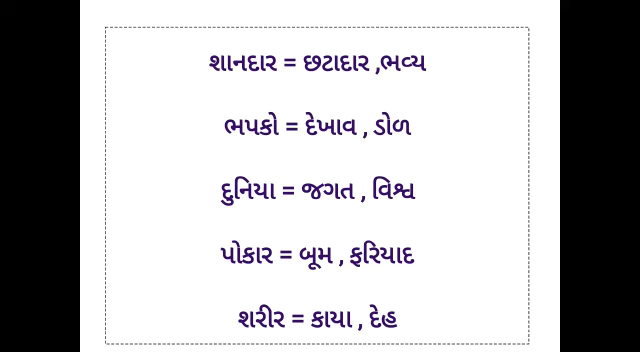 શાનદાર = છટાદાર ,ભવ્ય
ભપકો = દેખાવ , ડોળ
દુનિયા = જગત , વિશ્વ
પોકાર = બૂમ , ફરિયાદ
શરીર = કાયા , દેહ